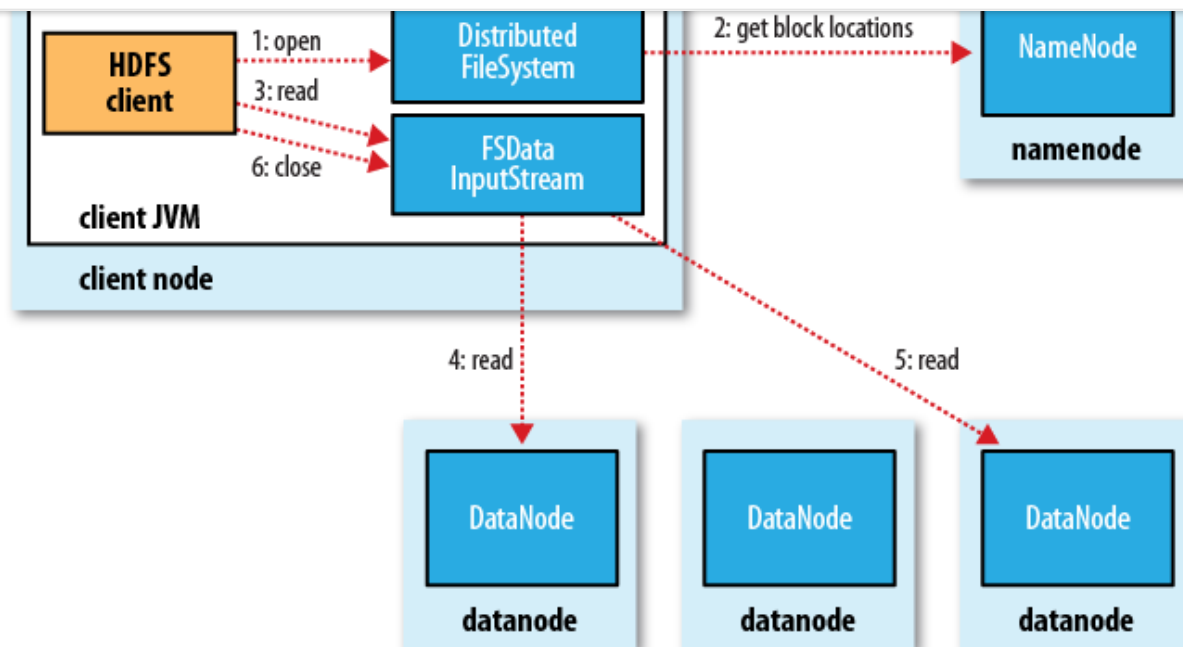 HDFS
client
1: open
3: read
6: close
Distributed
FileSystem
2: get block locations
NameNode
namenode
FSData
InputStream
client JVM
client node
4: read
5: read
DataNode
DataNode
DataNode
datanode
datanode
datanode